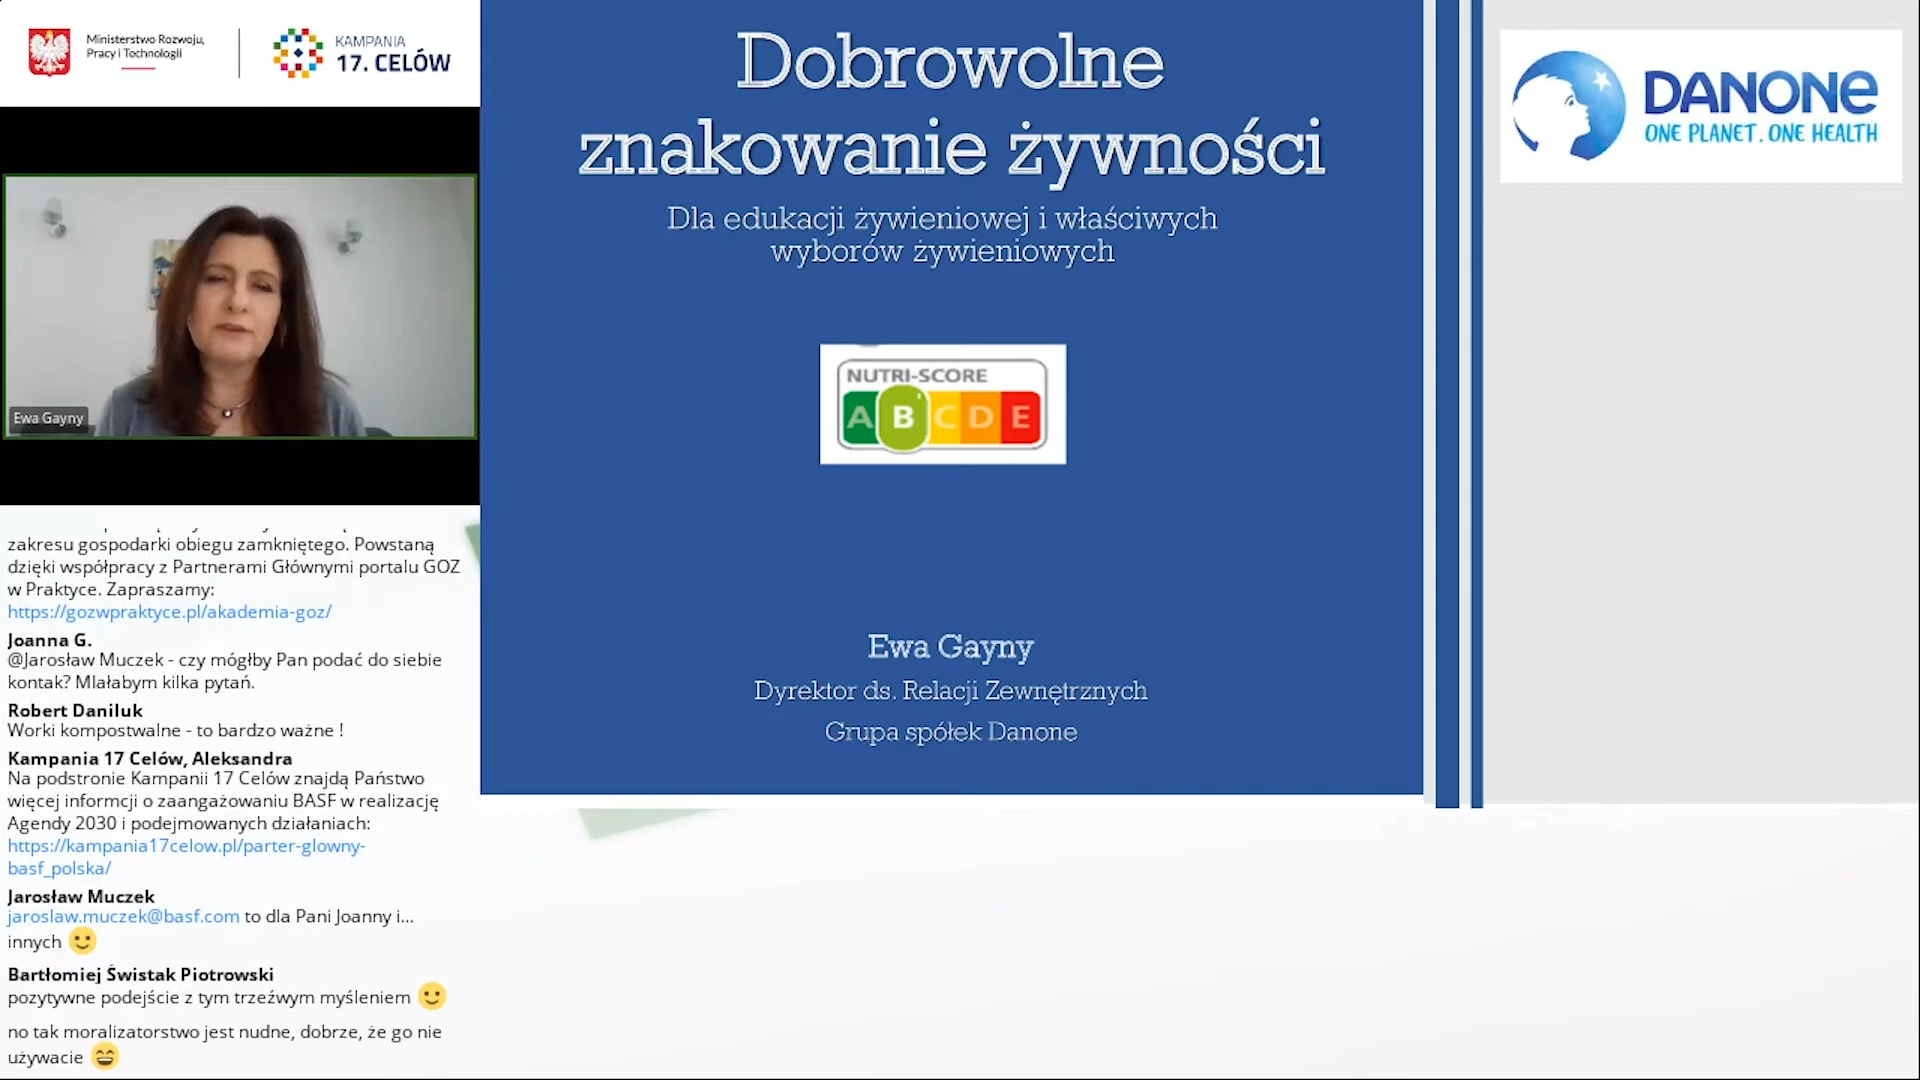 Ministerstwo Rozwoju,
Pracy i Technologii
KAMPANIA
17. CELÓW
Ewa Gayny
zakresu gospodarki obiegu zamkniętego. Powstaną
dzięki współpracy z Partnerami Głównymi portalu GOZ
w Praktyce. Zapraszamy:
https://gozwpraktyce.pl/akademia-goz/
Joanna G.
@Jarosław Muczek - czy mógłby Pan podać do siebie
kontak? MIałabym kilka pytań.
Robert Daniluk
Worki kompostwalne - to bardzo ważne !
Kampania 17 Celów, Aleksandra
Na podstronie Kampanii 17 Celów znajdą Państwo
więcej informcji o zaangażowaniu BASF w realizację
Agendy 2030 i podejmowanych działaniach:
https://kampania17celow.pl/parter-glowny-
basf_polska/
Jarosław Muczek
jaroslaw.muczek@basf.com to dla Pani Joanny i...
innych 🙂
Bartłomiej Świstak Piotrowski
pozytywne podejście z tym trzeźwym myśleniem 🙂
no tak moralizatorstwo jest nudne, dobrze, że go nie
używacie 😄
Dobrowolne
znakowanie żywności
Dla edukacji żywieniowej i właściwych
wyborów żywieniowych
NUTRI-SCORE
A B C D E
Ewa Gayny
Dyrektor ds. Relacji Zewnętrznych
Grupa spółek Danone
DANONE
ONE PLANET. ONE HEALTH